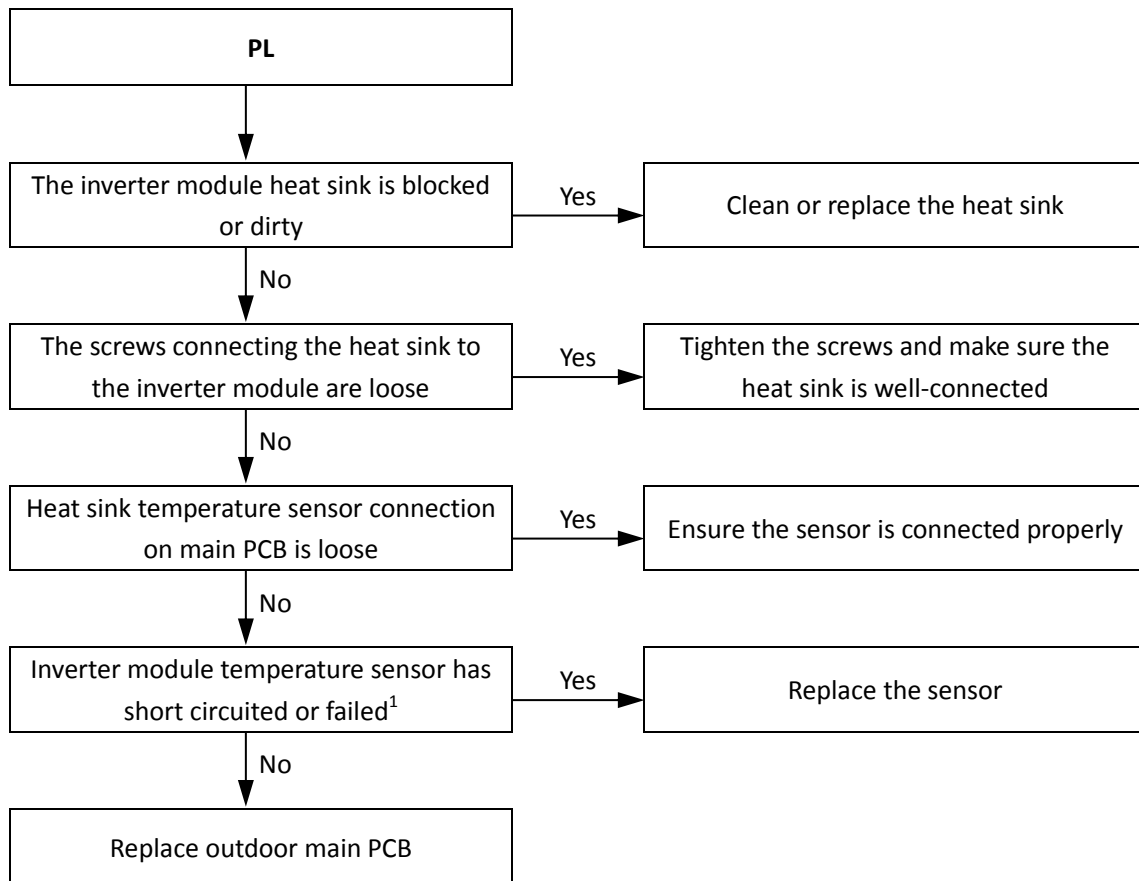 PL
The inverter module heat sink is blocked
or dirty
Yes
Clean or replace the heat sink
No
The screws connecting the heat sink to
the inverter module are loose
Yes
Tighten the screws and make sure the
heat sink is well-connected
No
Heat sink temperature sensor connection
on main PCB is loose
Yes
Ensure the sensor is connected properly
No
Inverter module temperature sensor has
short circuited or failed¹
Yes
Replace the sensor
No
Replace outdoor main PCB